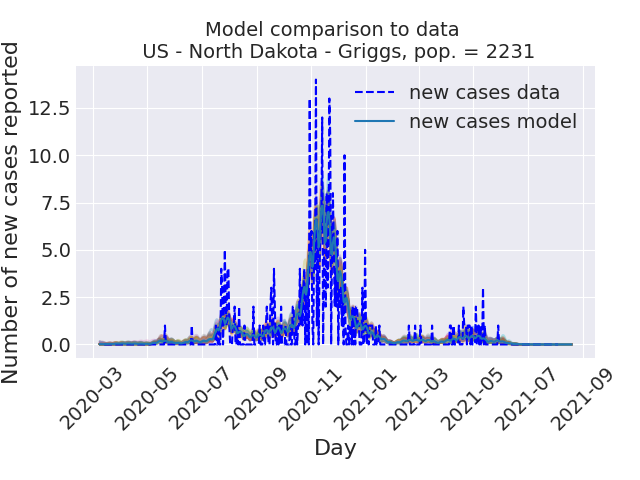 Model comparison to data
US - North Dakota - Griggs, pop. = 2231
new cases data
new cases model
Number of new cases reported
12.5
10.0
7.5
5.0
2.5
0.0
2020-03
2020-05
2020-07
2020-09
2020-11
2021-01
2021-03
2021-05
2021-07
2021-09
Day